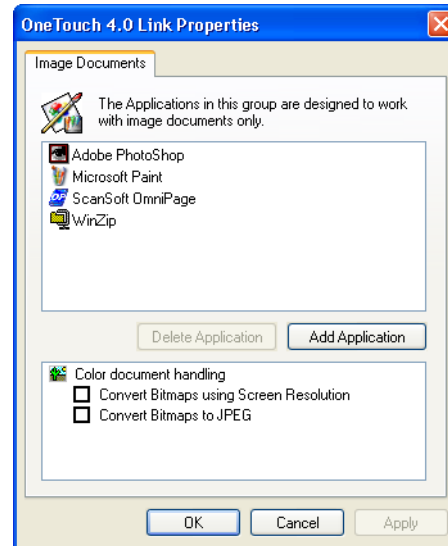 OneTouch 4.0 Link Properties
Image Documents
The Applications in this group are designed to work
with image documents only.
Adobe PhotoShop
Microsoft Paint
ScanSoft OmniPage
WinZip
Delete Application
Add Application
Color document handling
Convert Bitmaps using Screen Resolution
Convert Bitmaps to JPEG
OK
Cancel
Apply